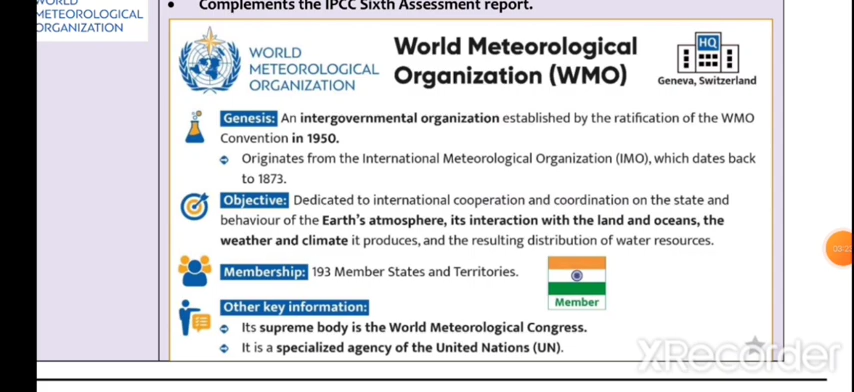 WORLD
METEOROLOGICAL
ORGANIZATION
• Complements the IPCC Sixth Assessment report.
WORLD
METEOROLOGICAL
ORGANIZATION
World Meteorological
Organization (WMO)
HQ
Geneva, Switzerland
Genesis: An intergovernmental organization established by the ratification of the WMO
Convention in 1950.
Originates from the International Meteorological Organization (IMO), which dates back
to 1873.
Objective: Dedicated to international cooperation and coordination on the state and
behaviour of the Earth's atmosphere, its interaction with the land and oceans, the
weather and climate it produces, and the resulting distribution of water resources.
Membership: 193 Member States and Territories.
Member
Other key information:
Its supreme body is the World Meteorological Congress.
It is a specialized agency of the United Nations (UN).
XRecorder